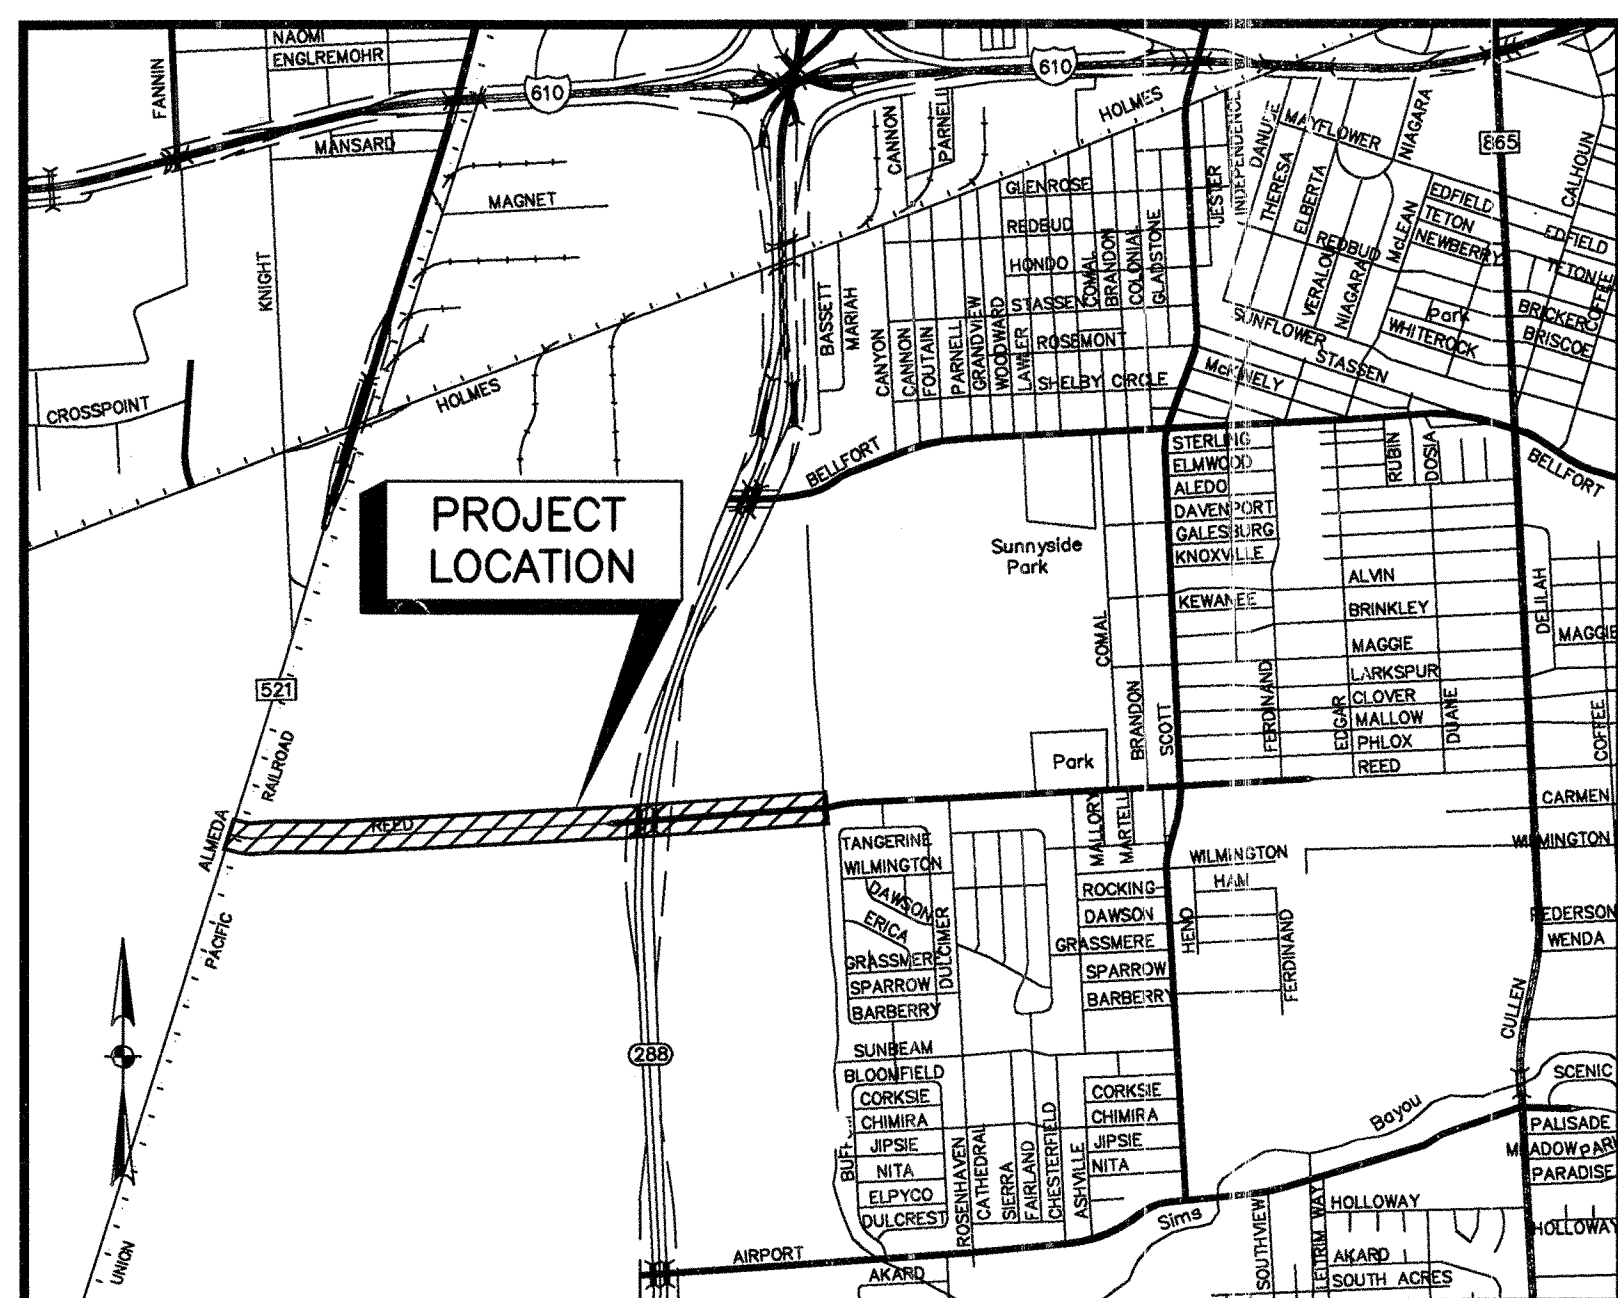 NAOMI
ENGLREMOHR
FANNIN
610
610
HOLMES
CANNON
PARNELL
MANSARD
MAGNET
KNIGHT
INDEPENDENCE
DANUBE
MAYFLOWER
NIAGARA
865
CALHOUN
THERESA
ELBERTA
JESTER
GLENROSE
REDBUD
HONDO
STASSEN
ROSEMONT
SHELBY CIRCLE
COMAL
BRANDON
COLONIAL
GLADSTONE
EDFIELD
TETON
NEWBERRY
McLEAN
REDBUD
EDFIELD
TETON
COFFEE
VERALOU
NIAGARA
Park
WHITEROCK
BRICKER
BRISCOE
SUNFLOWER
STASSEN
McKINELY
BASSETT
MARIAH
CANYON
CANNON
FOUTAIN
PARNELL
GRANDVIEW
WOODWARD
LAWLER
CROSSPOINT
HOLMES
BELLFORT
BELLFORT
STERLING
ELMWOOD
ALEDO
DAVENPORT
GALESBURG
KNOXVILLE
KEWANEE
RUBIN
DOSIA
PROJECT
LOCATION
Sunnyside
Park
ALVIN
BRINKLEY
MAGGIE
LARKSPUR
CLOVER
MALLOW
PHLOX
REED
DELILAH
MAGGIE
COMAL
BRANDON
SCOTT
FERDINAND
EDGAR
DUANE
COFFEE
521
RAILROAD
Park
ALMEDA
REED
CARMEN
WILMINGTON
MALLORY
MARTELL
TANGERINE
WILMINGTON
DAWSON
ERICA
GRASSMERE
SPARROW
BARBERRY
DULCIMER
WILMINGTON
HAM
ROCKING
DAWSON
GRASSMERE
SPARROW
BARBERRY
HENO
FERDINAND
PEDERSON
WENDA
CULLEN
PACIFIC
288
SUNBEAM
BLOOMFIELD
CORKSIE
CHIMIRA
JIPSIE
NITA
ELPYCO
DULCREST
ROSENHAVEN
CATHEDRAL
SIERRA
FAIRLAND
CHESTERFIELD
ASHVILLE
CORKSIE
CHIMIRA
JIPSIE
NITA
Sims
Bayou
SCENIC
PALISADE
PARADISE
HOLLOWAY
HOLLOWAY
SOUTHVIEW
LEITRIM WAY
AKARD
SOUTH ACRES
AIRPORT
AKARD
UNION